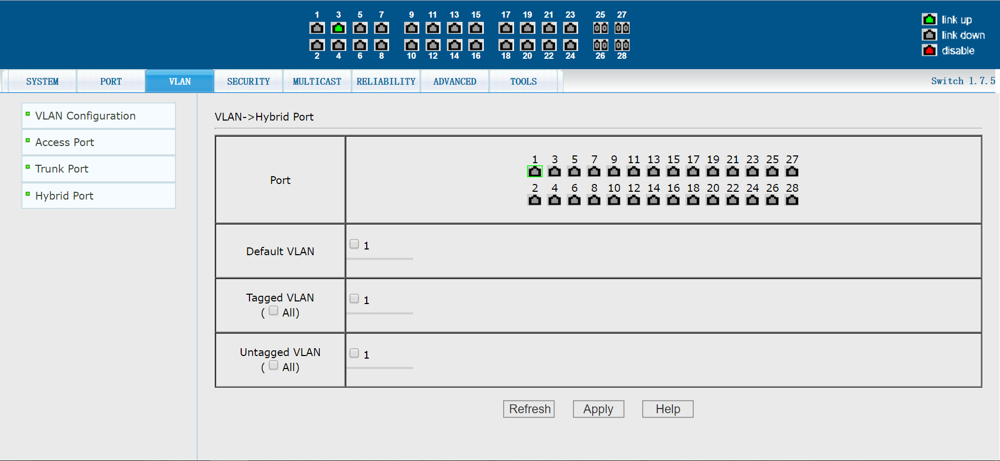 1 3 5 7 9 11 13 15 17 19 21 23 25 27
2 4 6 8 10 12 14 16 18 20 22 24 26 28
link up
link down
disable
SYSTEM PORT VLAN SECURITY MULTICAST RELIABILITY ADVANCED TOOLS Switch 1.7.5
VLAN Configuration
Access Port
Trunk Port
Hybrid Port
VLAN->Hybrid Port
Port
1 3 5 7 9 11 13 15 17 19 21 23 25 27
2 4 6 8 10 12 14 16 18 20 22 24 26 28
Default VLAN
1
Tagged VLAN
( All)
1
Untagged VLAN
( All)
1
Refresh Apply Help